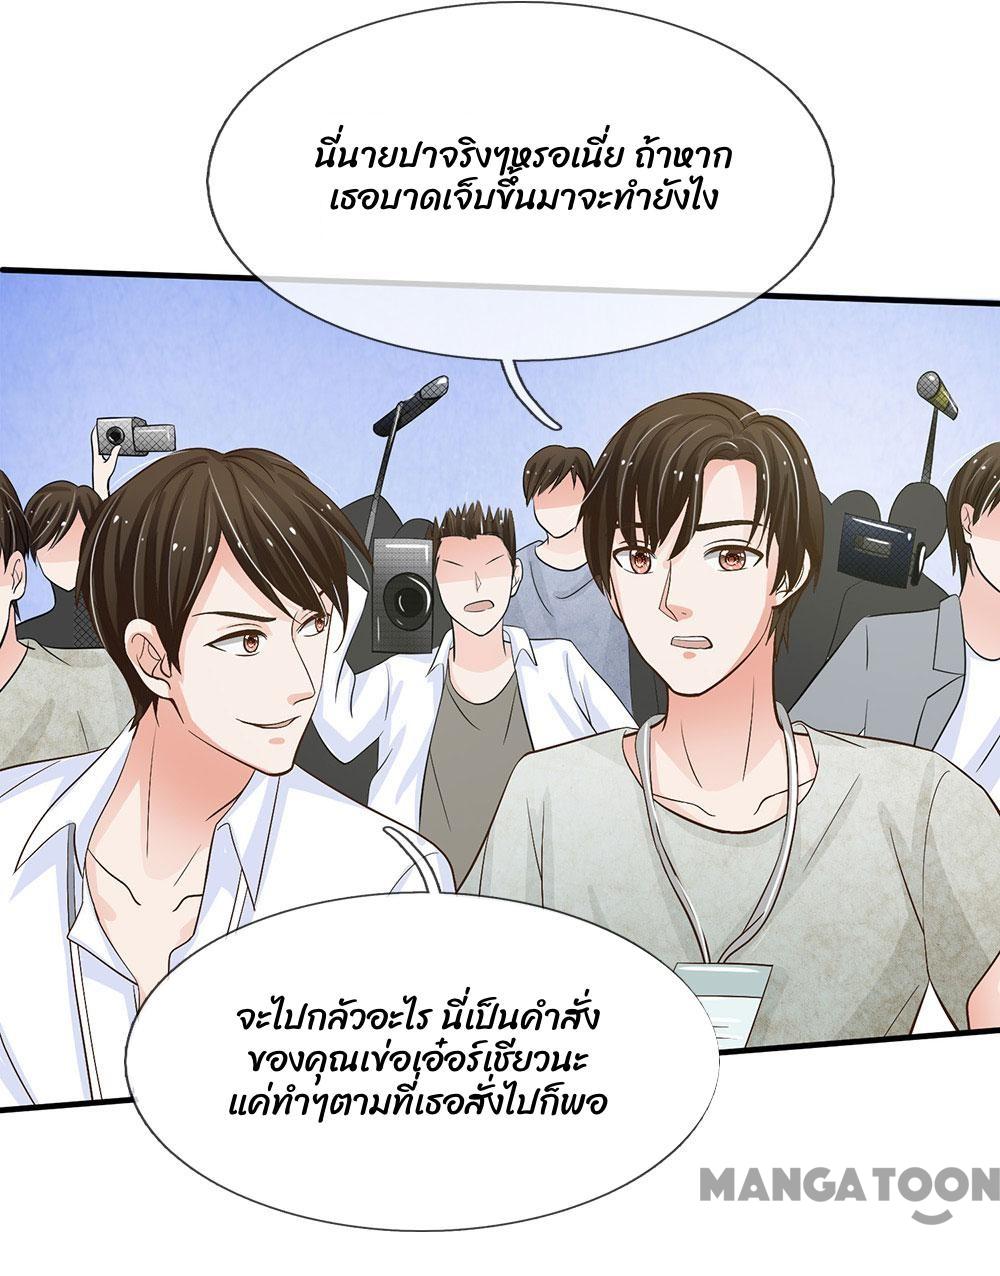 นี่นายปาจริงๆหรอเนี่ย ถ้าหาก
เธอบาดเจ็บขึ้นมาจะทำยังไง
จะไปกลัวอะไร นี่เป็นคำสั่ง
ของคุณเข่อเอ๋อร์เชียวนะ
แค่ทำๆตามที่เธอสั่งไปก็พอ
MANGATOON